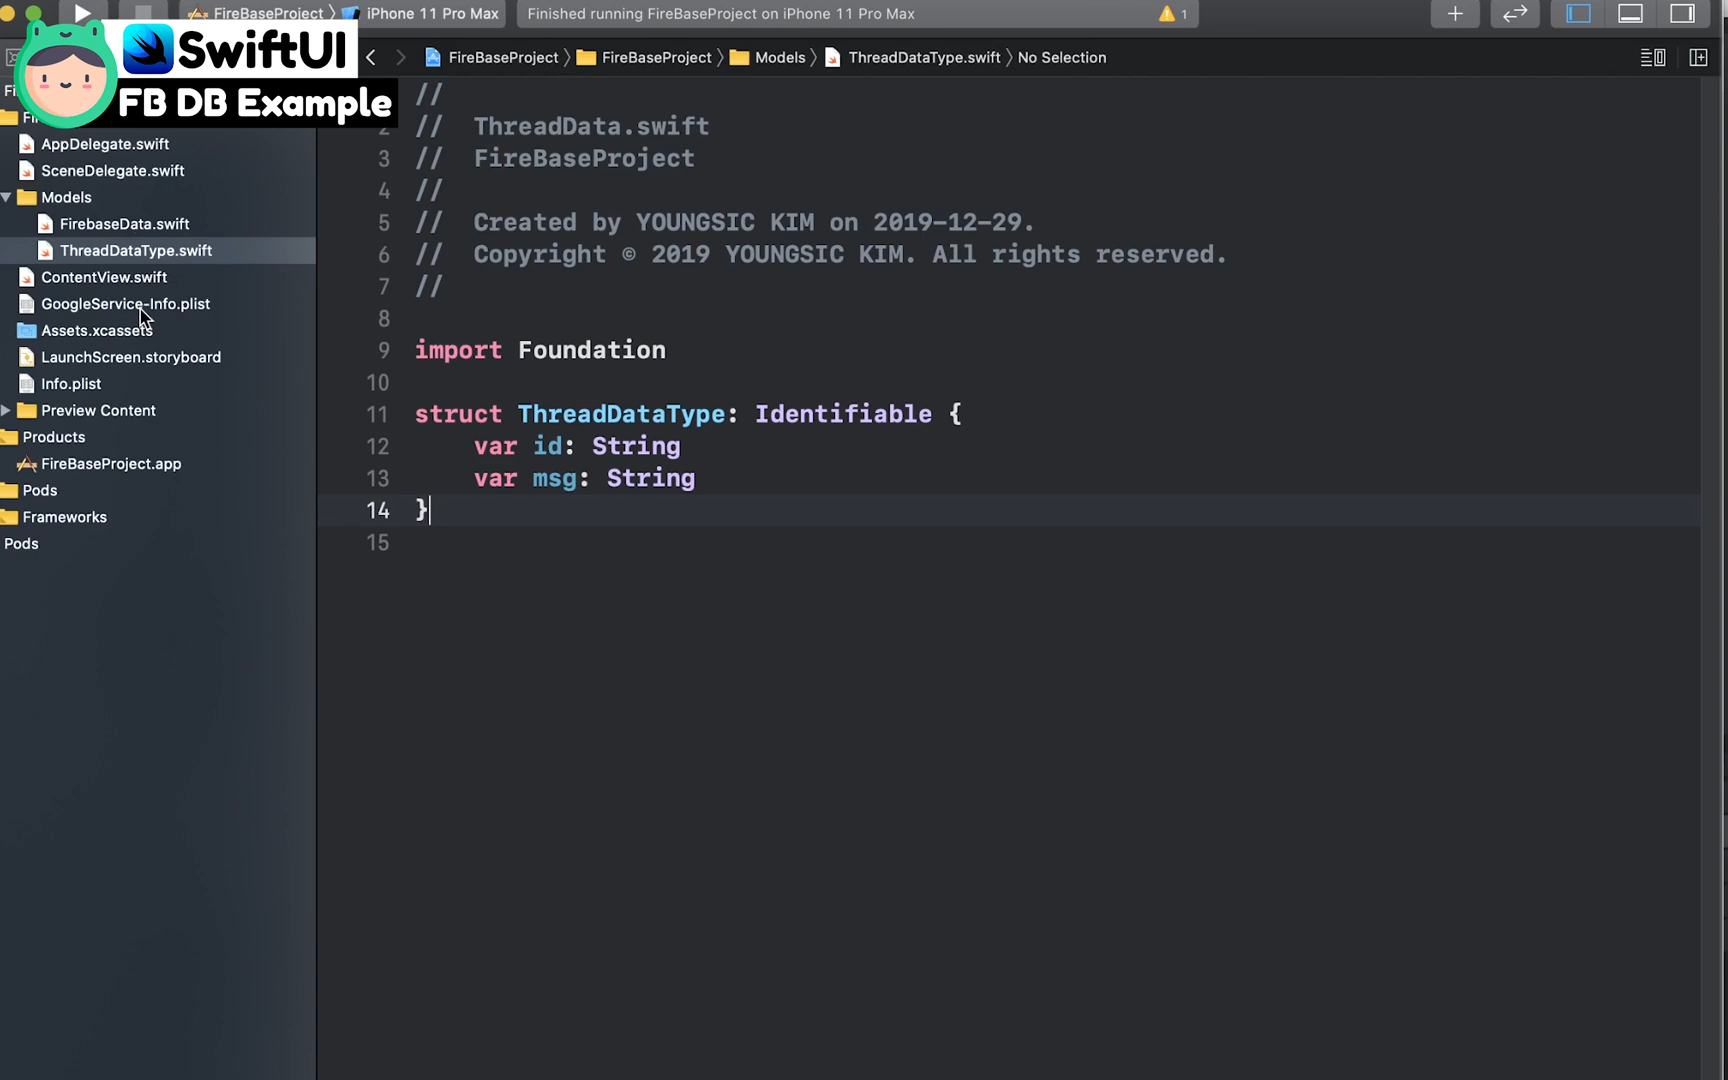 FireBaseProject 〉 iPhone 11 Pro Max
Finished running FireBaseProject on iPhone 11 Pro Max
1
SwiftUI
FB DB Example
FireBaseProject 〉 FireBaseProject 〉 Models 〉 ThreadDataType.swift 〉 No Selection
AppDelegate.swift
SceneDelegate.swift
Models
FirebaseData.swift
ThreadDataType.swift
ContentView.swift
GoogleService-Info.plist
Assets.xcassets
LaunchScreen.storyboard
Info.plist
Preview Content
Products
FireBaseProject.app
Pods
Frameworks
Pods
//
2 // ThreadData.swift
3 // FireBaseProject
4 //
5 // Created by YOUNGSIC KIM on 2019-12-29.
6 // Copyright © 2019 YOUNGSIC KIM. All rights reserved.
7 //
8
9 import Foundation
10
11 struct ThreadDataType: Identifiable {
12 var id: String
13 var msg: String
14 }
15